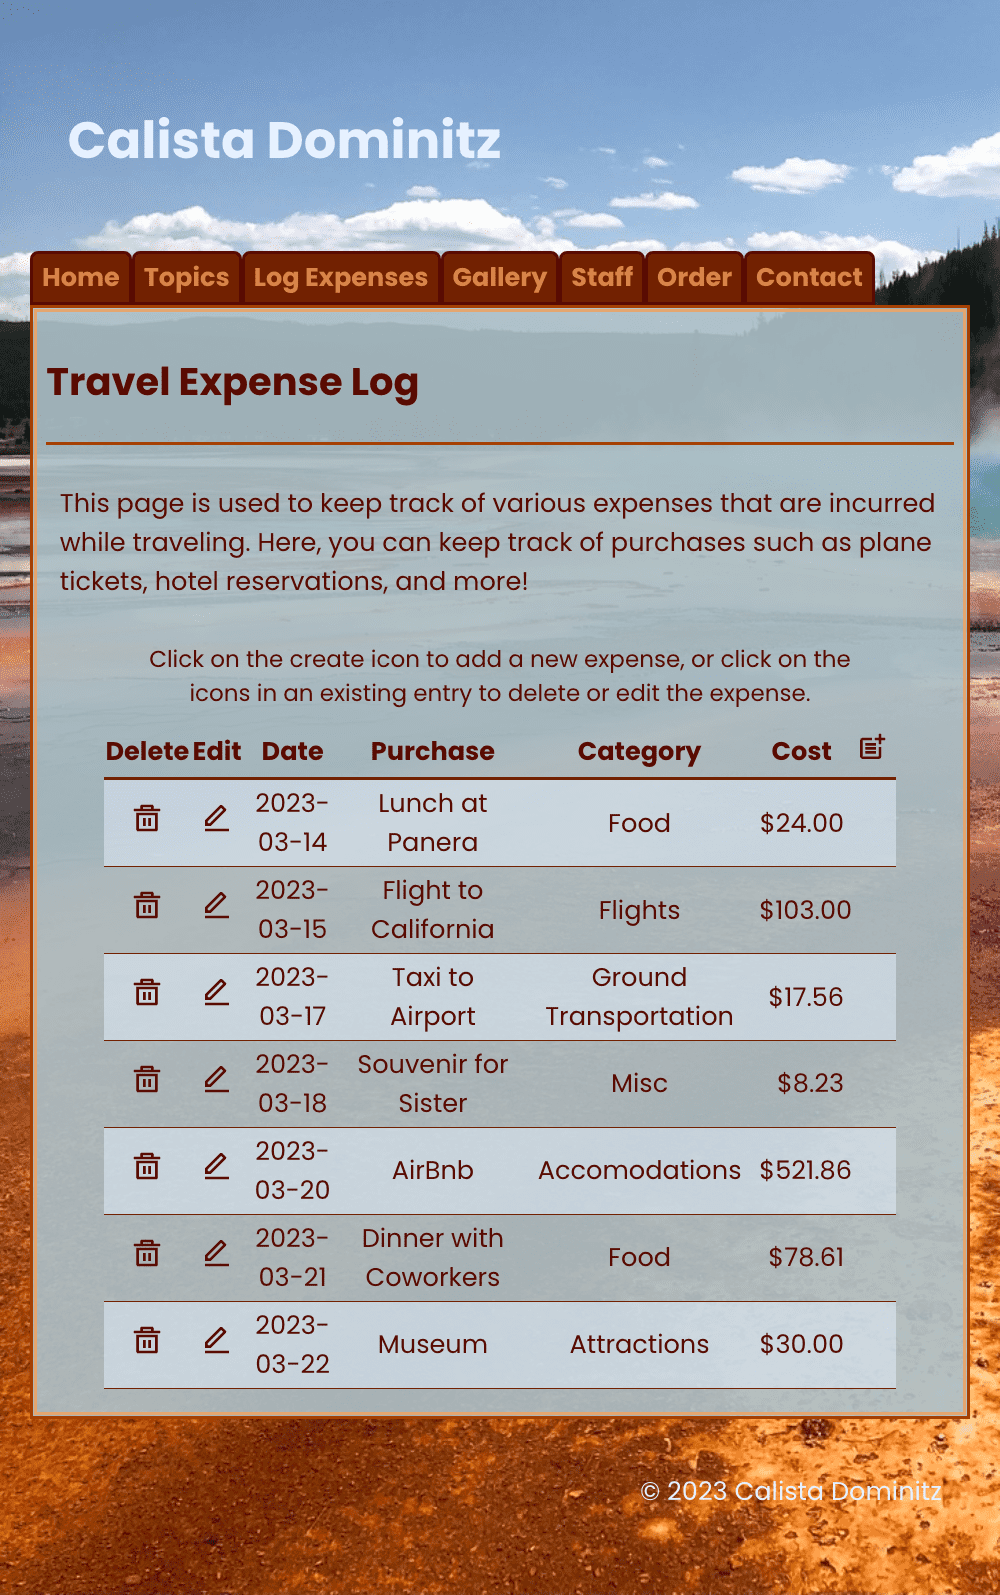 Calista Dominitz
Home Topics Log Expenses Gallery Staff Order Contact
Travel Expense Log
This page is used to keep track of various expenses that are incurred
while traveling. Here, you can keep track of purchases such as plane
tickets, hotel reservations, and more!
Click on the create icon to add a new expense, or click on the
icons in an existing entry to delete or edit the expense.
Delete Edit Date Purchase Category Cost
2023-
03-14
Lunch at
Panera
Food
$24.00
2023-
03-15
Flight to
California
Flights
$103.00
2023-
03-17
Taxi to
Airport
Ground
Transportation
$17.56
2023-
03-18
Souvenir for
Sister
Misc
$8.23
2023-
03-20
AirBnb
Accomodations
$521.86
2023-
03-21
Dinner with
Coworkers
Food
$78.61
2023-
03-22
Museum
Attractions
$30.00
© 2023 Calista Dominitz